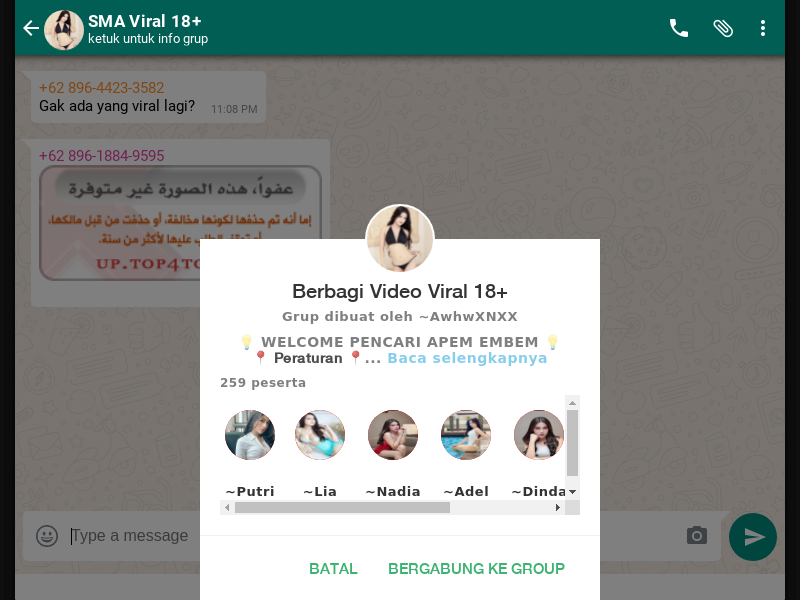 SMA Viral 18+
ketuk untuk info grup
+62 896-4423-3582
Gak ada yang viral lagi?
11:08 PM
+62 896-1884-9595
عفواً، هذه الصورة غير متوفرة
إما أنه تم حذفها لكونها مخالفة، أو حذفت من قبل مالكها،
أو توقف الطلب عليها لأكثر من سنة.
UP.TOP4TO
Berbagi Video Viral 18+
Grup dibuat oleh ~AwhwXNXX
💡 WELCOME PENCARI APEM EMBEM 💡
📍 Peraturan 📍... Baca selengkapnya
259 peserta
~Putri ~Lia ~Nadia ~Adel ~Dinda
Type a message
BATAL BERGABUNG KE GROUP